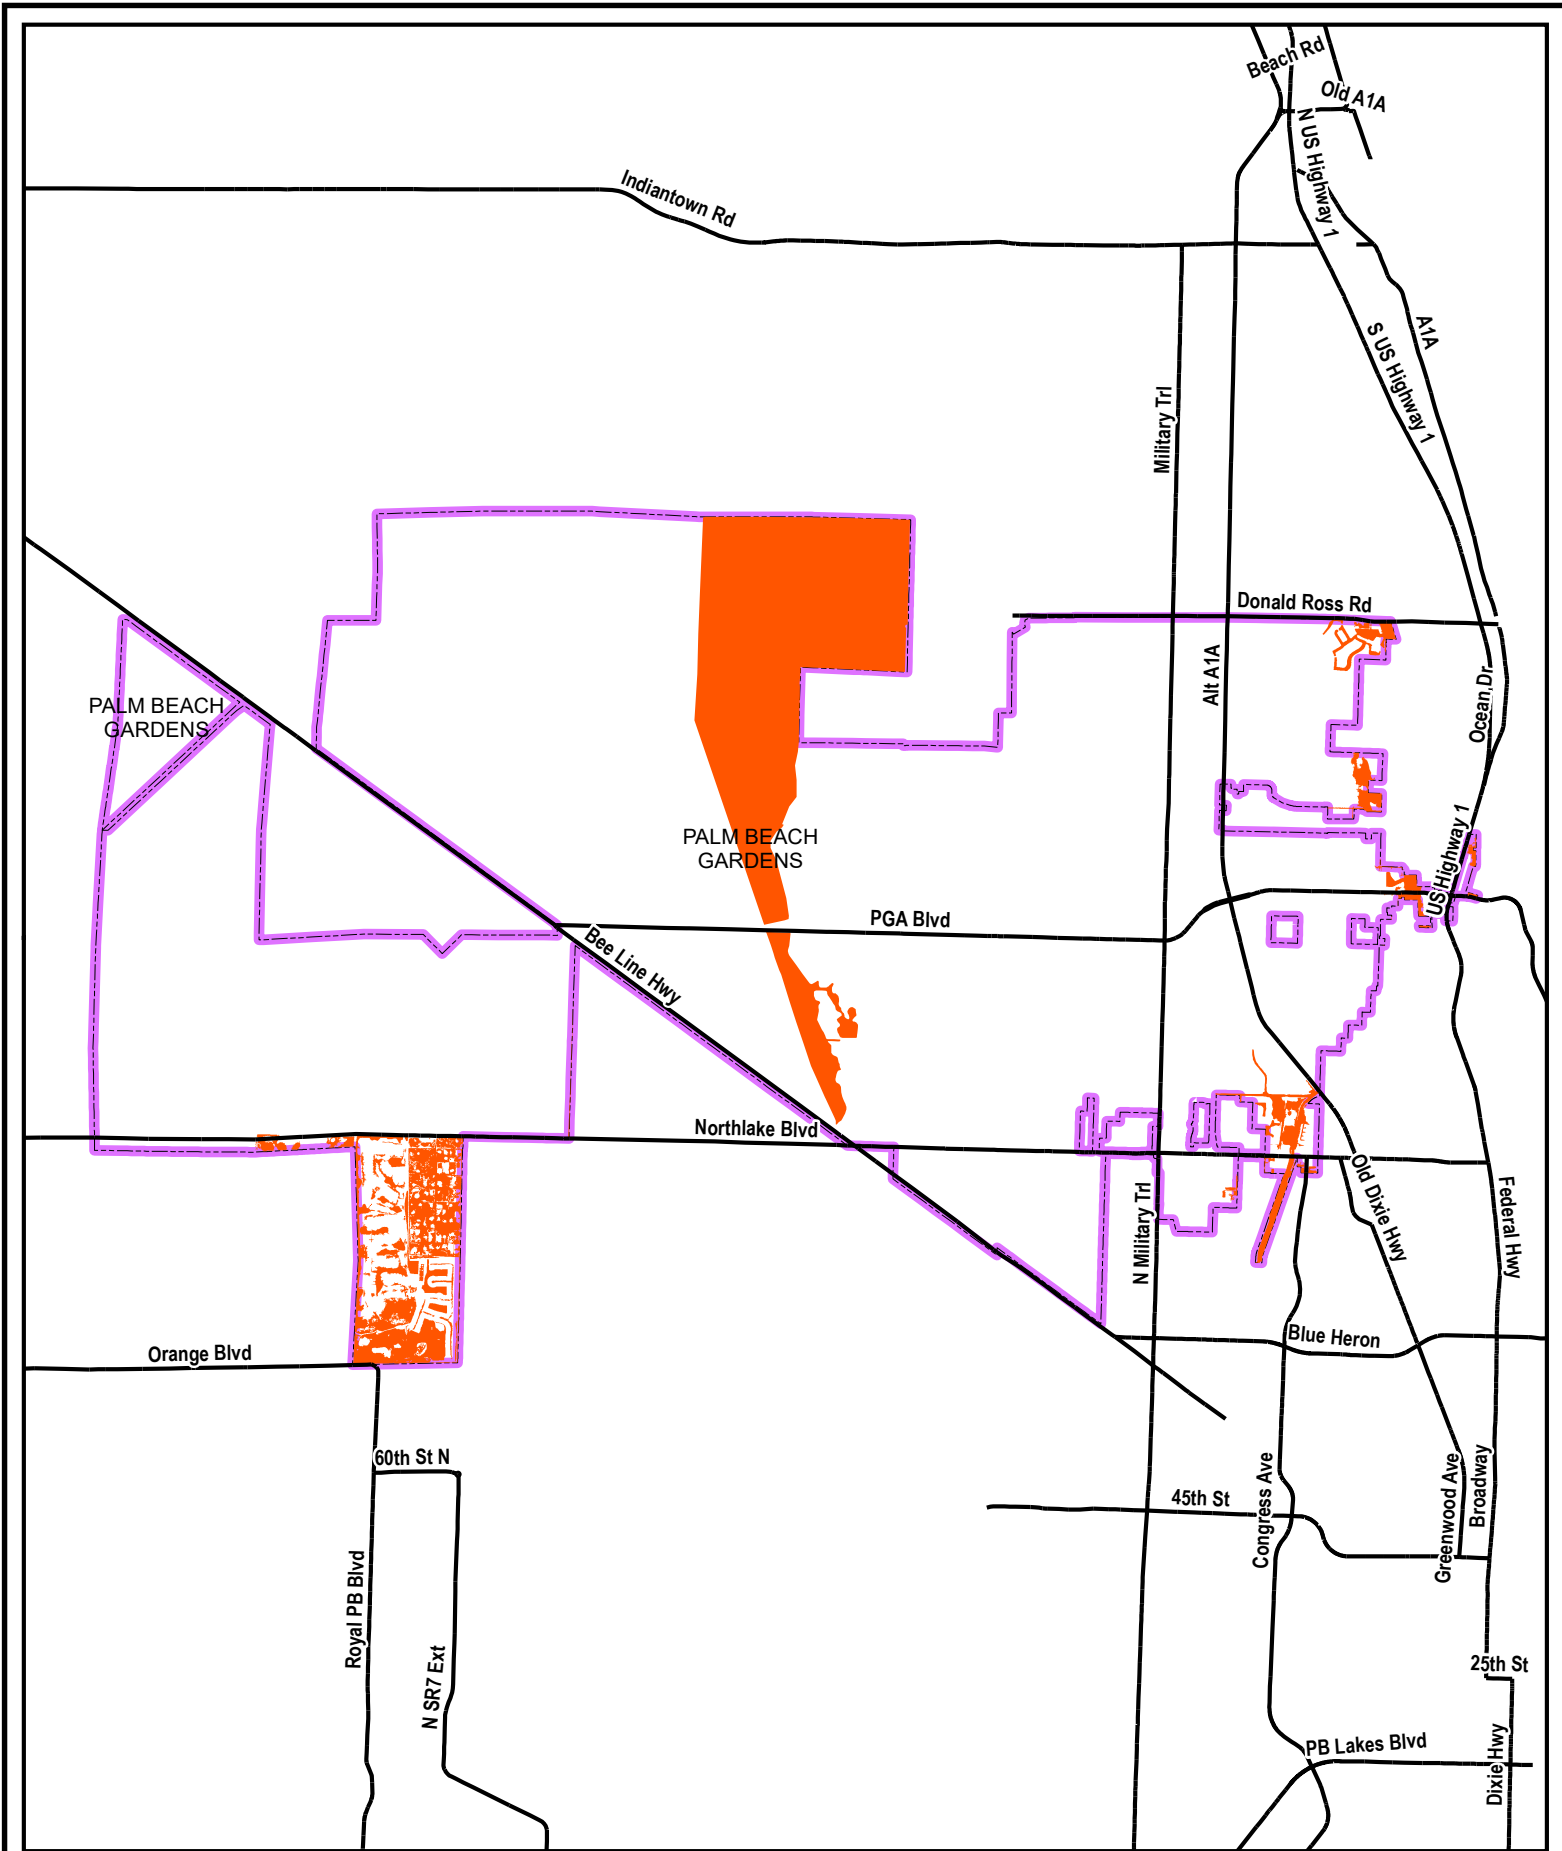 Beach Rd
Old A1A
N US Highway 1
Indiantown Rd
A1A
S US Highway 1
Military Trl
Donald Ross Rd
Alt A1A
Ocean Dr
PALM BEACH
GARDENS
PALM BEACH
GARDENS
US Highway 1
PGA Blvd
Bee Line Hwy
Northlake Blvd
Old Dixie Hwy
Federal Hwy
N Military Trl
Blue Heron
Orange Blvd
60th St N
45th St
Congress Ave
Greenwood Ave
Broadway
Royal PB Blvd
N SR7 Ext
25th St
PB Lakes Blvd
Dixie Hwy